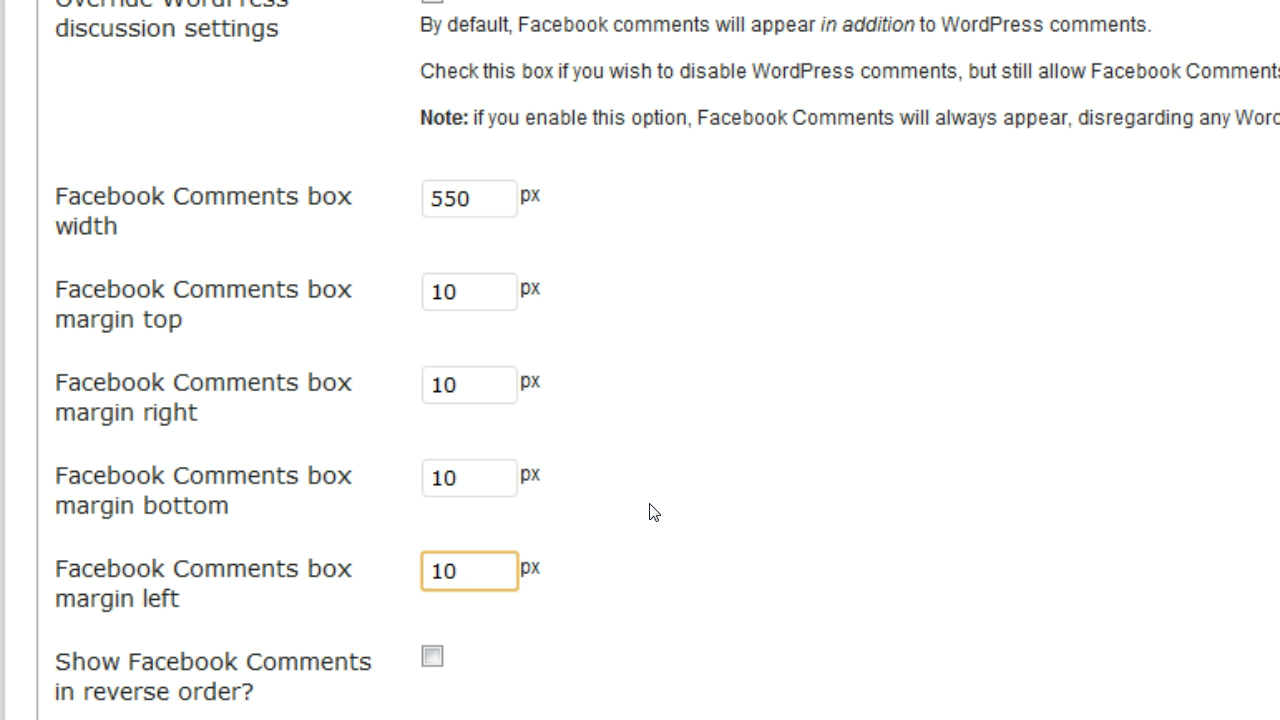 Override WordPress
discussion settings
By default, Facebook comments will appear in addition to WordPress comments.
Check this box if you wish to disable WordPress comments, but still allow Facebook Comments
Note: if you enable this option, Facebook Comments will always appear, disregarding any Word
Facebook Comments box
width
550 px
Facebook Comments box
margin top
10 px
Facebook Comments box
margin right
10 px
Facebook Comments box
margin bottom
10 px
Facebook Comments box
margin left
10 px
Show Facebook Comments
in reverse order?